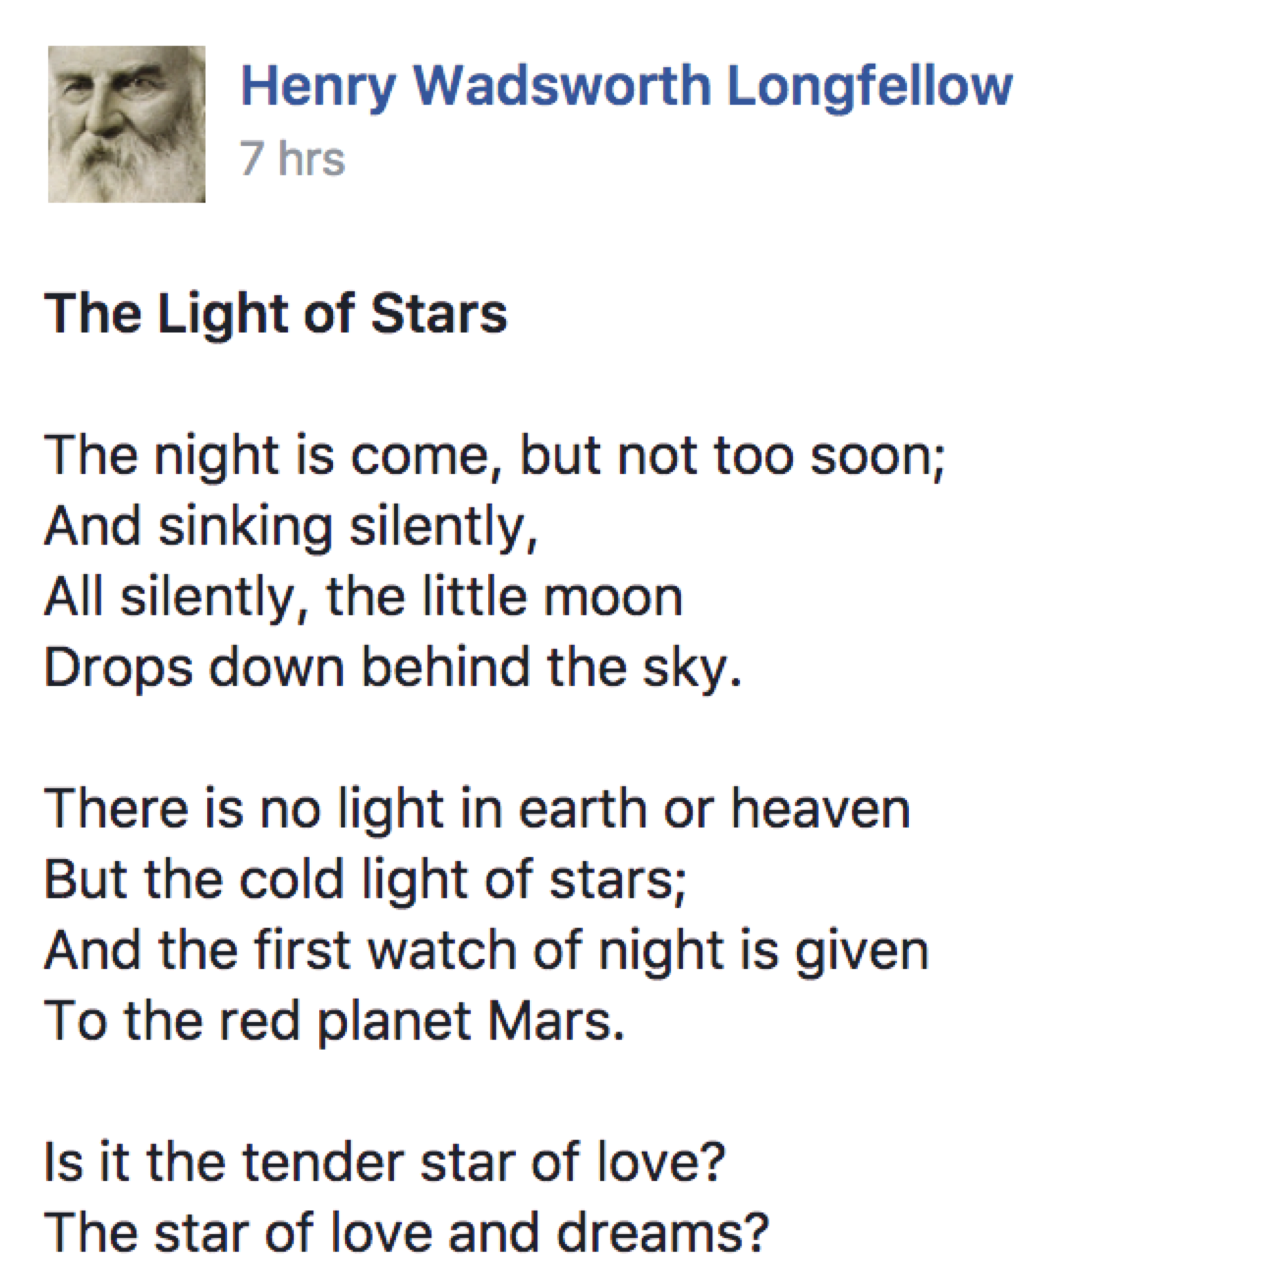 Henry Wadsworth Longfellow
7 hrs
The Light of Stars
The night is come, but not too soon;
And sinking silently,
All silently, the little moon
Drops down behind the sky.
There is no light in earth or heaven
But the cold light of stars;
And the first watch of night is given
To the red planet Mars.
Is it the tender star of love?
The star of love and dreams?